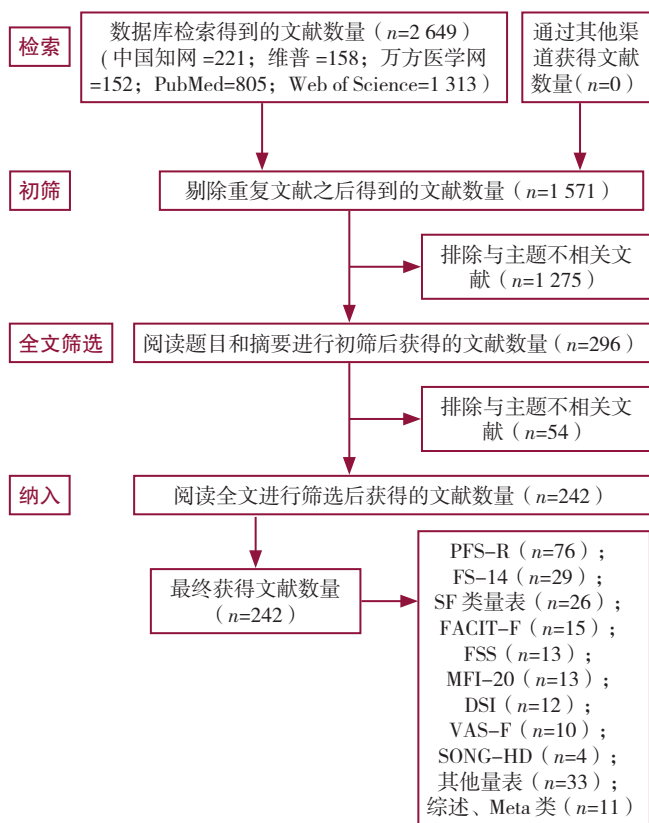 检索
数据库检索得到的文献数量（n=2 649）
( 中国知网 =221；维普 =158；万方医学网
=152；PubMed=805；Web of Science=1 313）
通过其他渠
道获得文献
数量(n=0 )
初筛
剔除重复文献之后得到的文献数量（n=1 571）
排除与主题不相关文
献（n=1 275）
全文筛选
阅读题目和摘要进行初筛后获得的文献数量（n=296）
排除与主题不相关文
献（n=54）
纳入
阅读全文进行筛选后获得的文献数量（n=242）
最终获得文献数量
（n=242）
PFS-R（n=76）；
FS-14（n=29）；
SF 类量表（n=26）；
FACIT-F（n=15）；
FSS（n=13）；
MFI-20（n=13）；
DSI（n=12）；
VAS-F（n=10）；
SONG-HD（n=4）；
其他量表（n=33）；
综述、Meta 类（n=11）